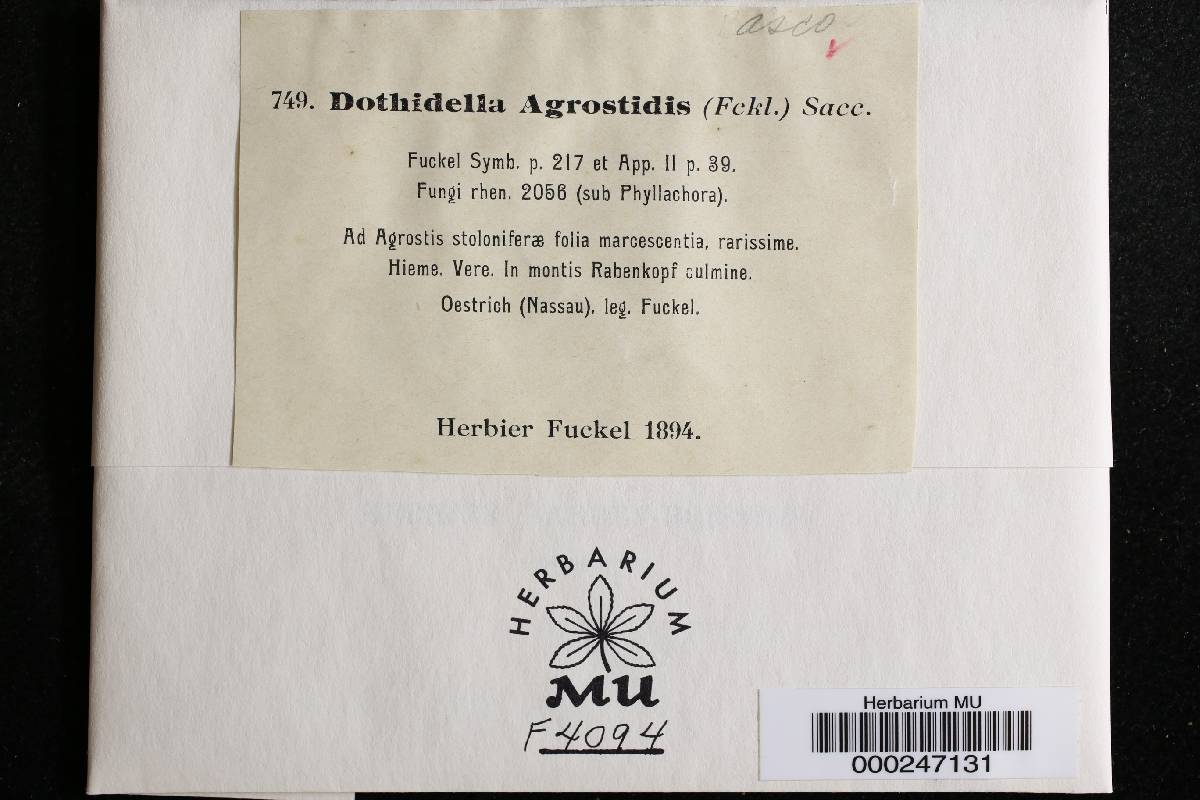 asco
749. Dothidella Agrostidis (Fckl.) Sacc.
Fuckel Symb. p. 217 et App. II p. 39.
Fungi rhen. 2056 (sub Phyllachora).
Ad Agrostis stoloniferæ folia marcescentia, rarissime.
Hieme. Vere. In montis Rabenkopf culmine.
Oestrich (Nassau), leg. Fuckel.
Herbier Fuckel 1894.
HERBARIUM
MU
F4094
Herbarium MU
000247131